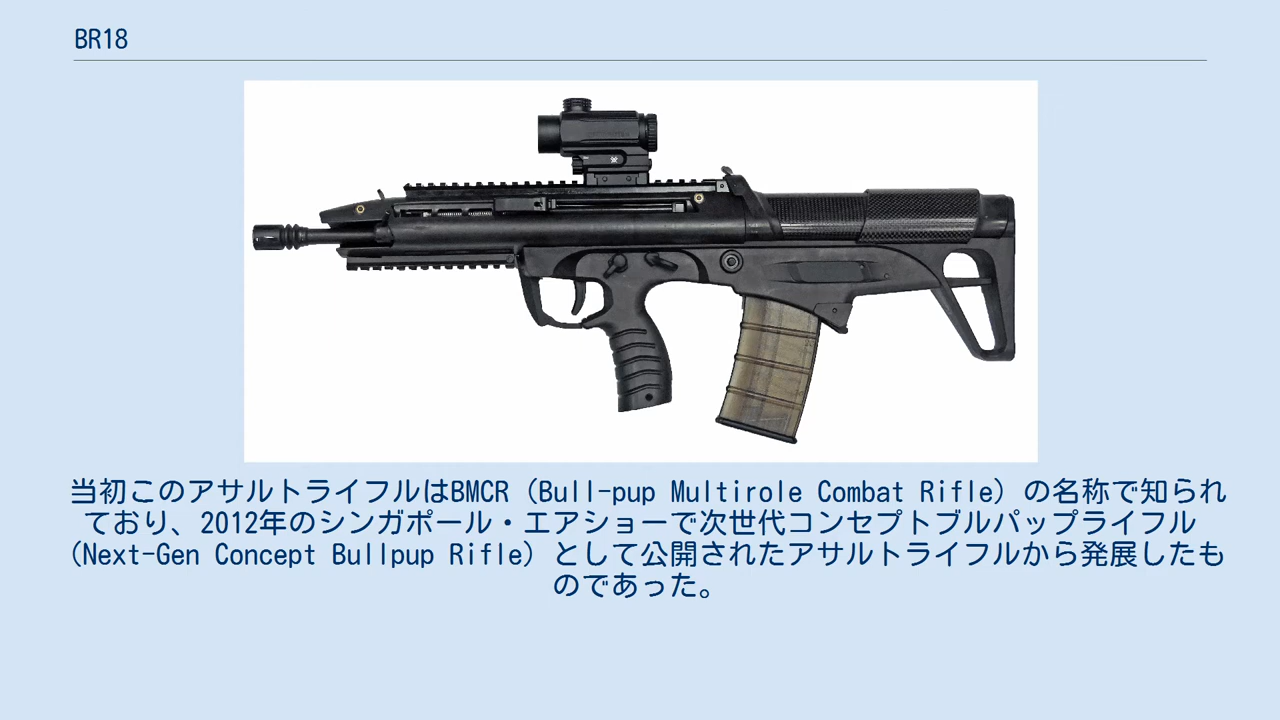 BR18
当初このアサルトライフルはBMCR（Bull-pup Multirole Combat Rifle）の名称で知られ
ており、2012年のシンガポール・エアショーで次世代コンセプトブルパップライフル
（Next-Gen Concept Bullpup Rifle）として公開されたアサルトライフルから発展したも
のであった。